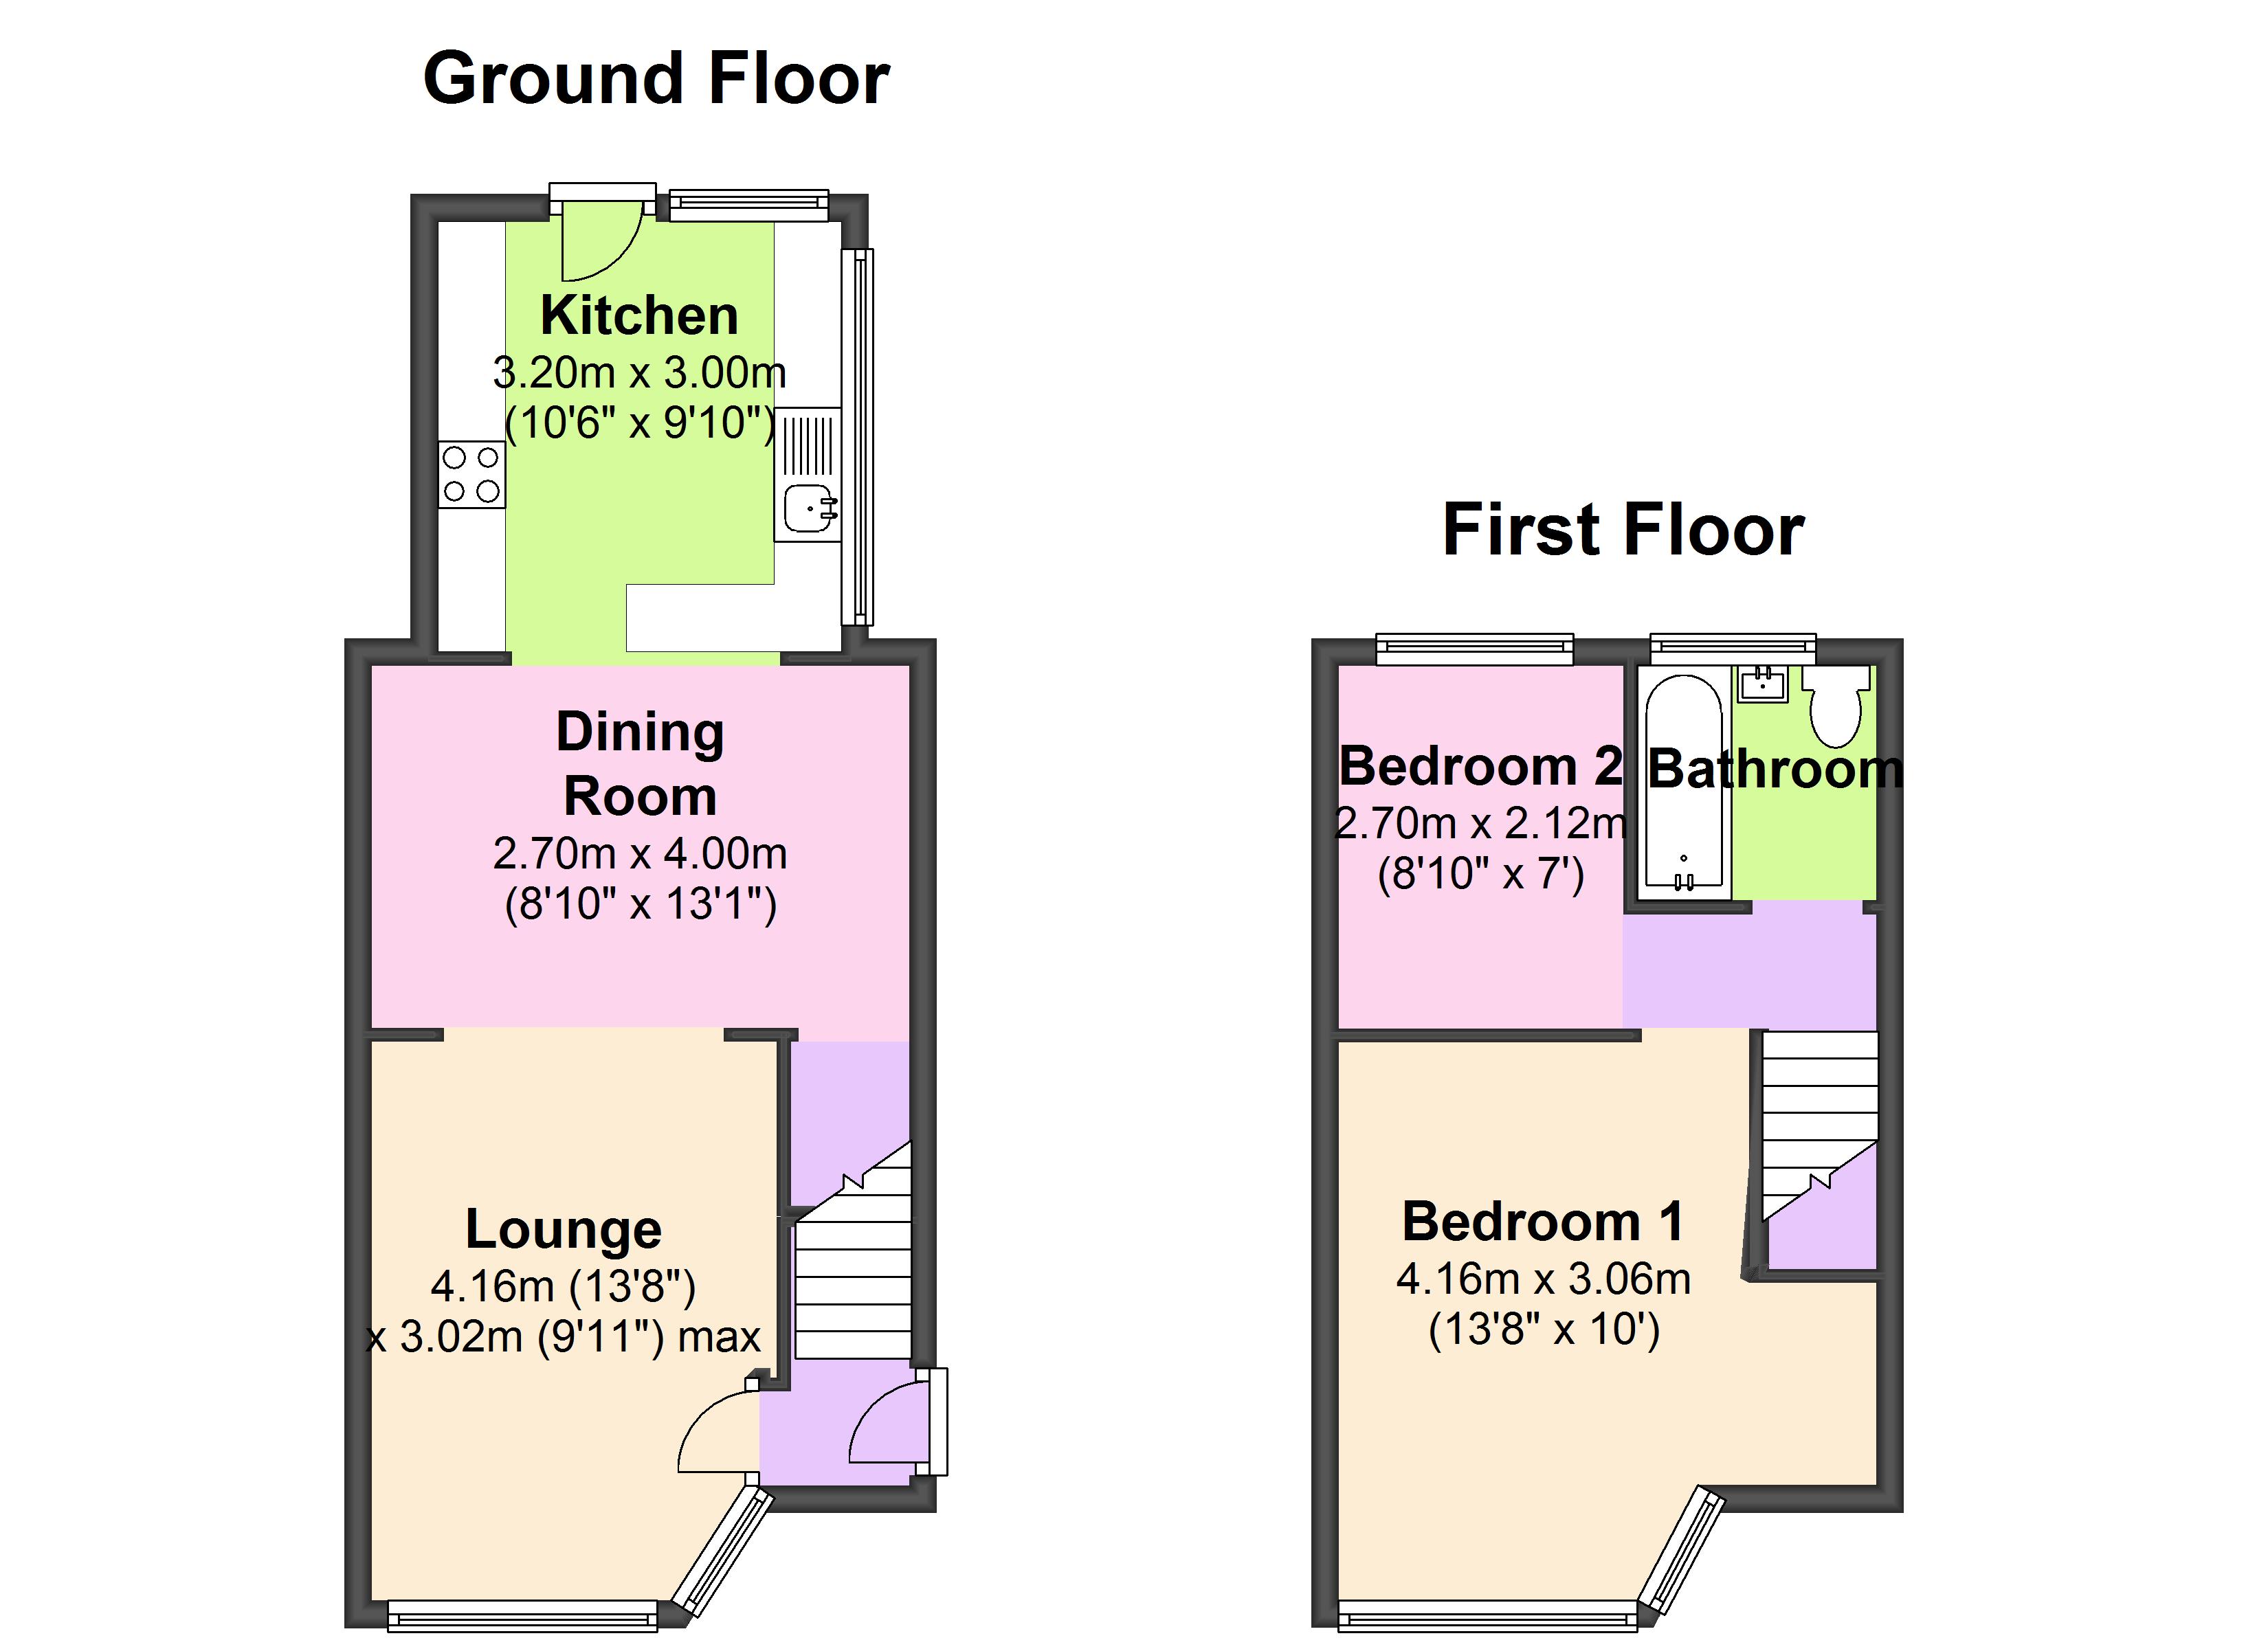 Ground Floor
Kitchen
3.20m x 3.00m
(10'6" x 9'10")
Dining
Room
2.70m x 4.00m
(8'10" x 13'1")
Lounge
4.16m (13'8")
x 3.02m (9'11") max
First Floor
Bedroom 2
2.70m x 2.12m
(8'10" x 7')
Bathroom
Bedroom 1
4.16m x 3.06m
(13'8" x 10')